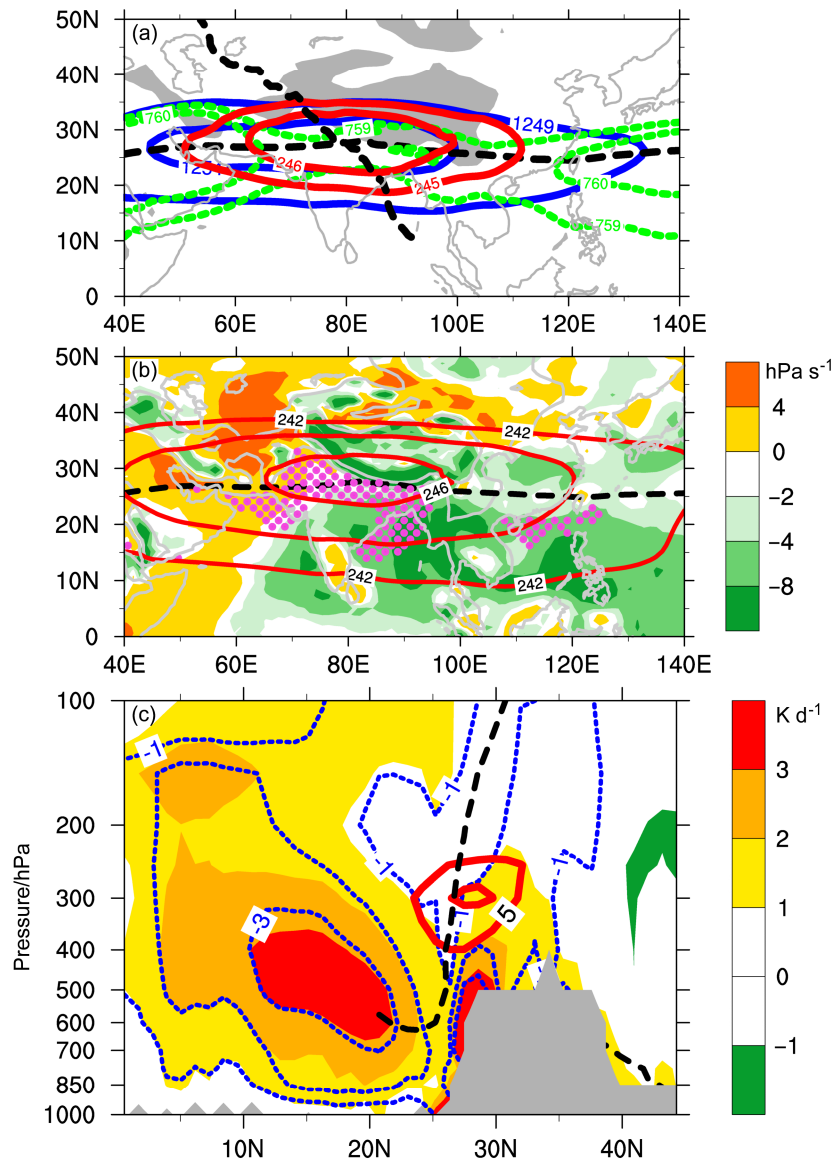 50N
(a)
40N
30N
20N
10N
0
760
759
1249
125
246
245
760
759
40E
60E
80E
100E
120E
140E
50N
(b)
40N
30N
20N
10N
0
242
242
246
242
242
40E
60E
80E
100E
120E
140E
hPa s⁻¹
4
0
−2
−4
−8
100
(c)
200
300
400
500
600
700
850
1000
Pressure/hPa
-1
-1
-1
-1
-1
-3
5
10N
20N
30N
40N
K d⁻¹
3
2
1
0
−1